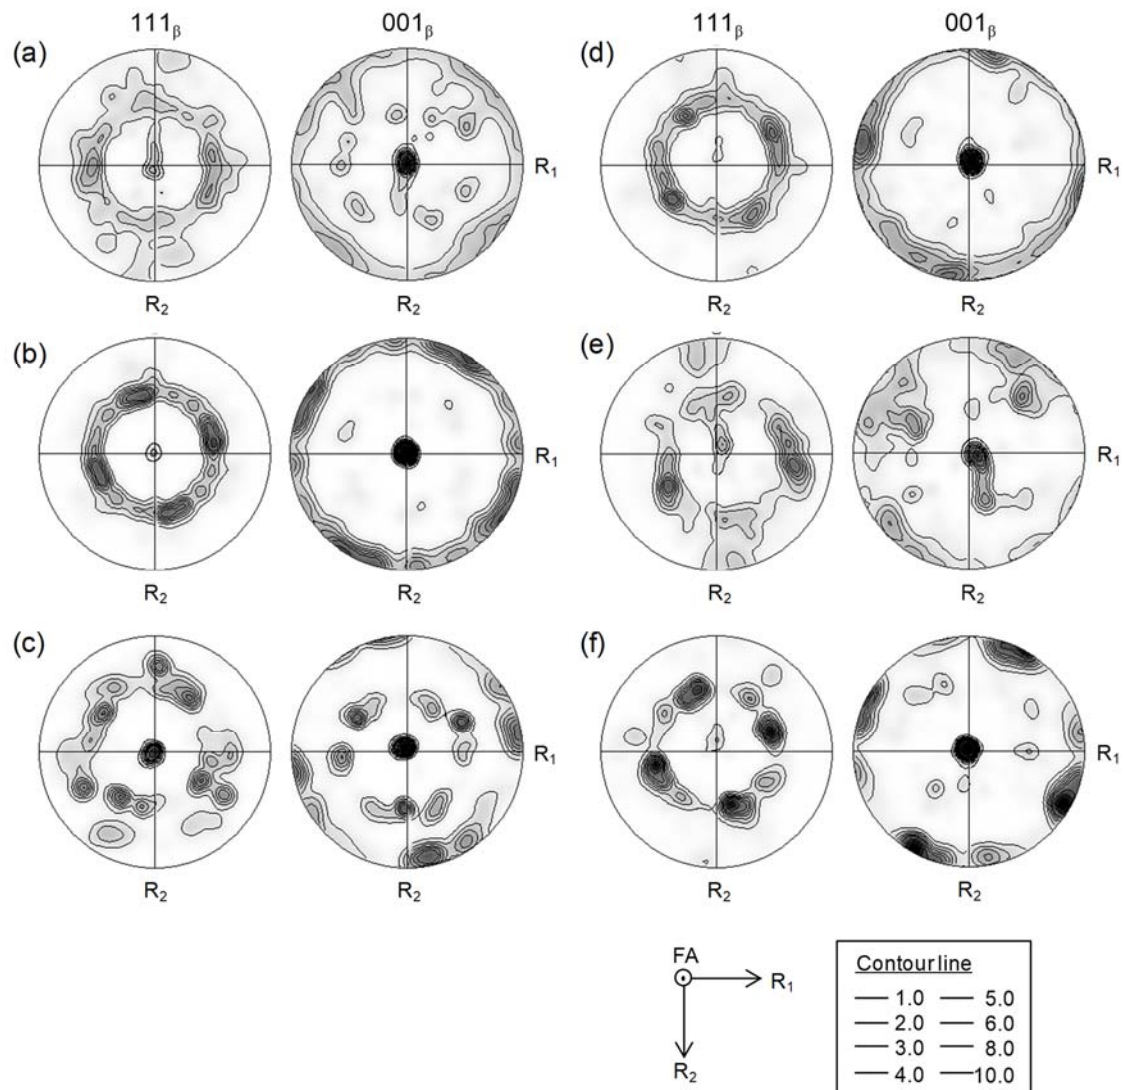 111β 001β 111β 001β
(a) (d)
R1 R1
R2 R2 R2 R2
(b) (e)
R1 R1
R2 R2 R2 R2
(c) (f)
R1 R1
R2 R2 R2 R2
FA
R1
R2
Contour line
1.0 5.0
2.0 6.0
3.0 8.0
4.0 10.0